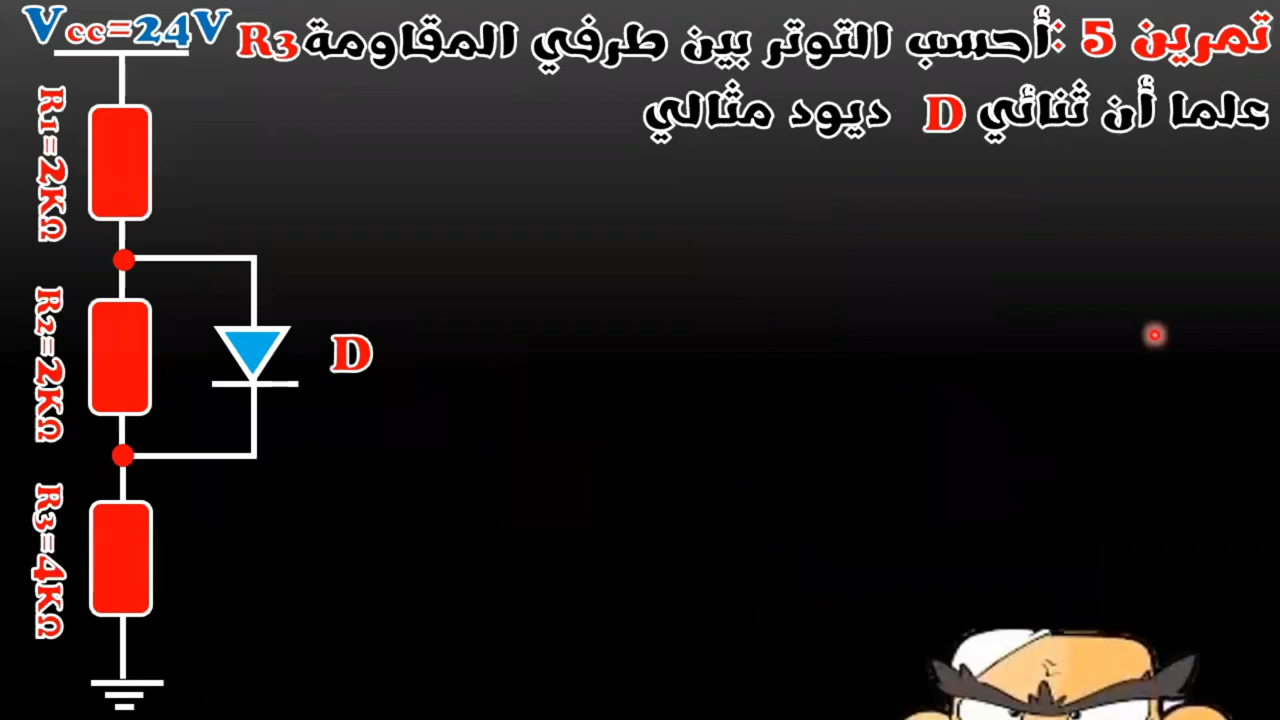 تمرين 5 :أحسب التوتر بين طرفي المقاومة R3
علما أن ثنائي D ديود مثالي
Vcc=24V
R1=2KΩ
R2=2KΩ
D
R3=4KΩ